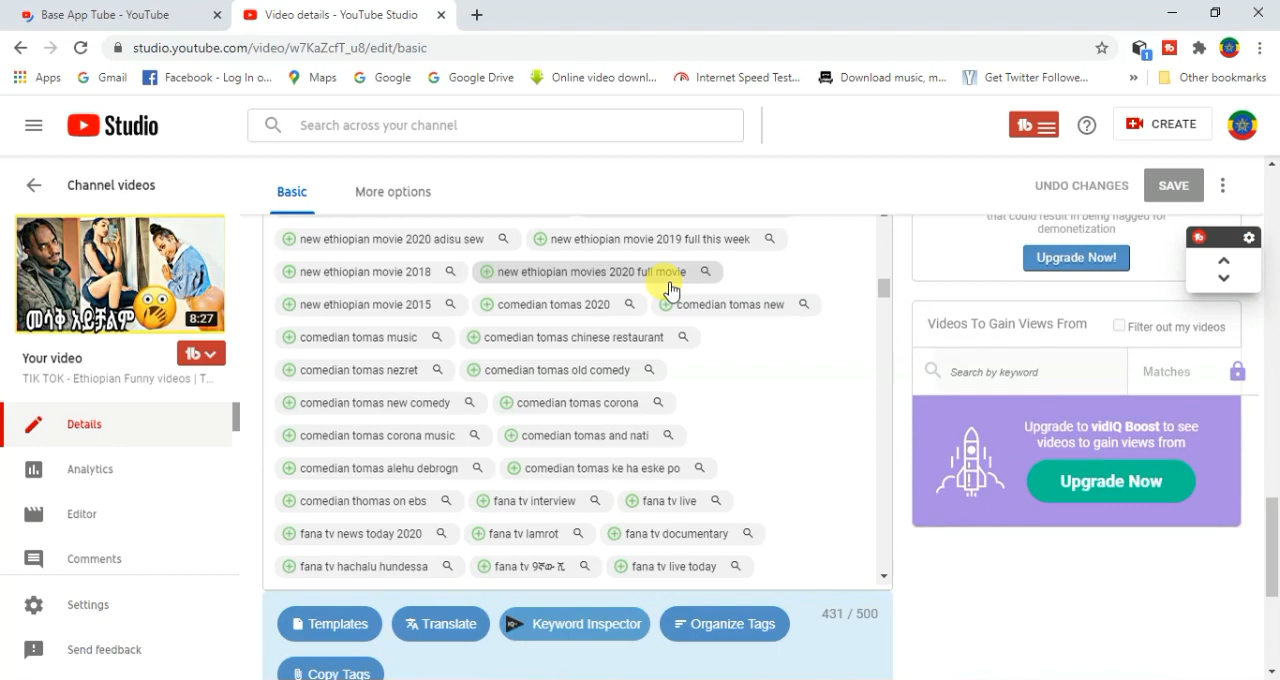 Base App Tube - YouTube
Video details - YouTube Studio
studio.youtube.com/video/w7KaZcfT_u8/edit/basic
Apps
Gmail
Facebook - Log In o...
Maps
Google
Google Drive
Online video downl...
Internet Speed Test...
Download music, m...
Get Twitter Followe...
Other bookmarks
Studio
Search across your channel
CREATE
Channel videos
Basic
More options
UNDO CHANGES
SAVE
መሳቅ አይቻልም
8:27
Your video
TIK TOK - Ethiopian Funny videos | T...
Details
Analytics
Editor
Comments
Settings
Send feedback
new ethiopian movie 2020 adisu sew
new ethiopian movie 2019 full this week
new ethiopian movie 2018
new ethiopian movies 2020 full movie
new ethiopian movie 2015
comedian tomas 2020
comedian tomas new
comedian tomas music
comedian tomas chinese restaurant
comedian tomas nezret
comedian tomas old comedy
comedian tomas new comedy
comedian tomas corona
comedian tomas corona music
comedian tomas and nati
comedian tomas alehu debrogn
comedian tomas ke ha eske po
comedian thomas on ebs
fana tv interview
fana tv live
fana tv news today 2020
fana tv lamrot
fana tv documentary
fana tv hachalu hundessa
fana tv 9ኛው ሺ
fana tv live today
Templates
Translate
Keyword Inspector
Organize Tags
431 / 500
Copy Tags
that could result in being flagged for
demonetization
Upgrade Now!
Videos To Gain Views From
Filter out my videos
Search by keyword
Matches
Upgrade to vidIQ Boost to see
videos to gain views from
Upgrade Now